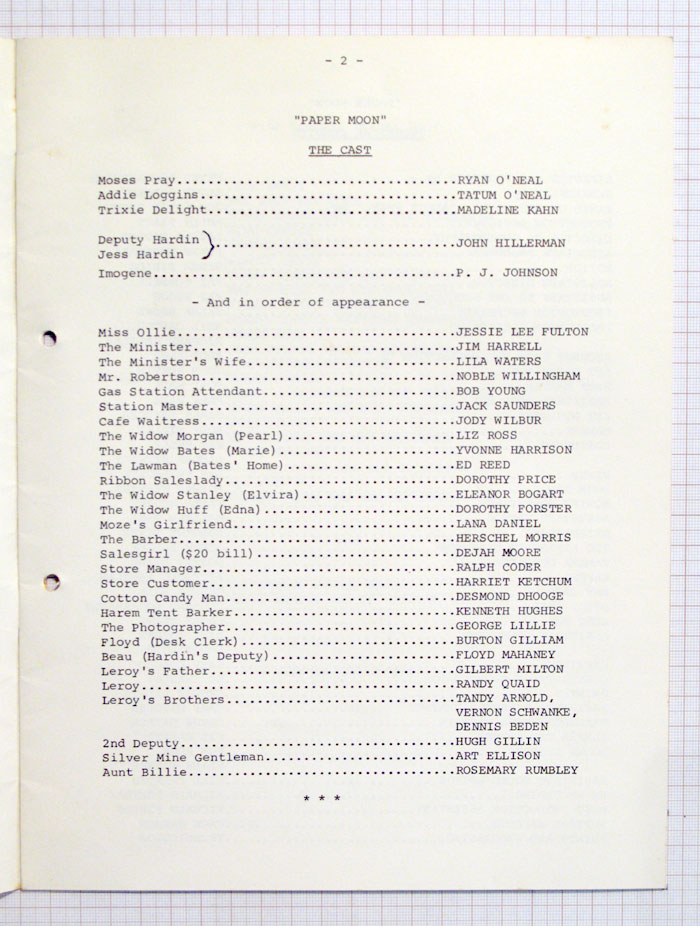 - 2 -
"PAPER MOON"
THE CAST
Moses Pray....................................RYAN O'NEAL
Addie Loggins.................................TATUM O'NEAL
Trixie Delight................................MADELINE KAHN
Deputy Hardin
Jess Hardin
}...............................JOHN HILLERMAN
Imogene.......................................P. J. JOHNSON
- And in order of appearance -
Miss Ollie....................................JESSIE LEE FULTON
The Minister..................................JIM HARRELL
The Minister's Wife...........................LILA WATERS
Mr. Robertson.................................NOBLE WILLINGHAM
Gas Station Attendant.........................BOB YOUNG
Station Master................................JACK SAUNDERS
Cafe Waitress.................................JODY WILBUR
The Widow Morgan (Pearl)......................LIZ ROSS
The Widow Bates (Marie).......................YVONNE HARRISON
The Lawman (Bates' Home)......................ED REED
Ribbon Saleslady..............................DOROTHY PRICE
The Widow Stanley (Elvira)....................ELEANOR BOGART
The Widow Huff (Edna).........................DOROTHY FORSTER
Moze's Girlfriend.............................LANA DANIEL
The Barber....................................HERSCHEL MORRIS
Salesgirl ($20 bill)..........................DEJAH MOORE
Store Manager.................................RALPH CODER
Store Customer................................HARRIET KETCHUM
Cotton Candy Man..............................DESMOND DHOOGE
Harem Tent Barker.............................KENNETH HUGHES
The Photographer..............................GEORGE LILLIE
Floyd (Desk Clerk)............................BURTON GILLIAM
Beau (Hardin's Deputy)........................FLOYD MAHANEY
Leroy's Father................................GILBERT MILTON
Leroy.........................................RANDY QUAID
Leroy's Brothers..............................TANDY ARNOLD,
VERNON SCHWANKE,
DENNIS BEDEN
2nd Deputy....................................HUGH GILLIN
Silver Mine Gentleman.........................ART ELLISON
Aunt Billie...................................ROSEMARY RUMBLEY
* * *